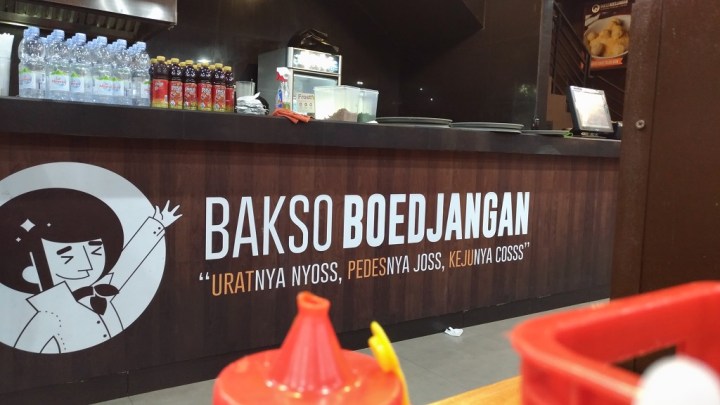 BAKSO BOEDJANGAN
"URATNYA NYOSS, PEDESNYA JOSS, KEJUNYA COSSS"